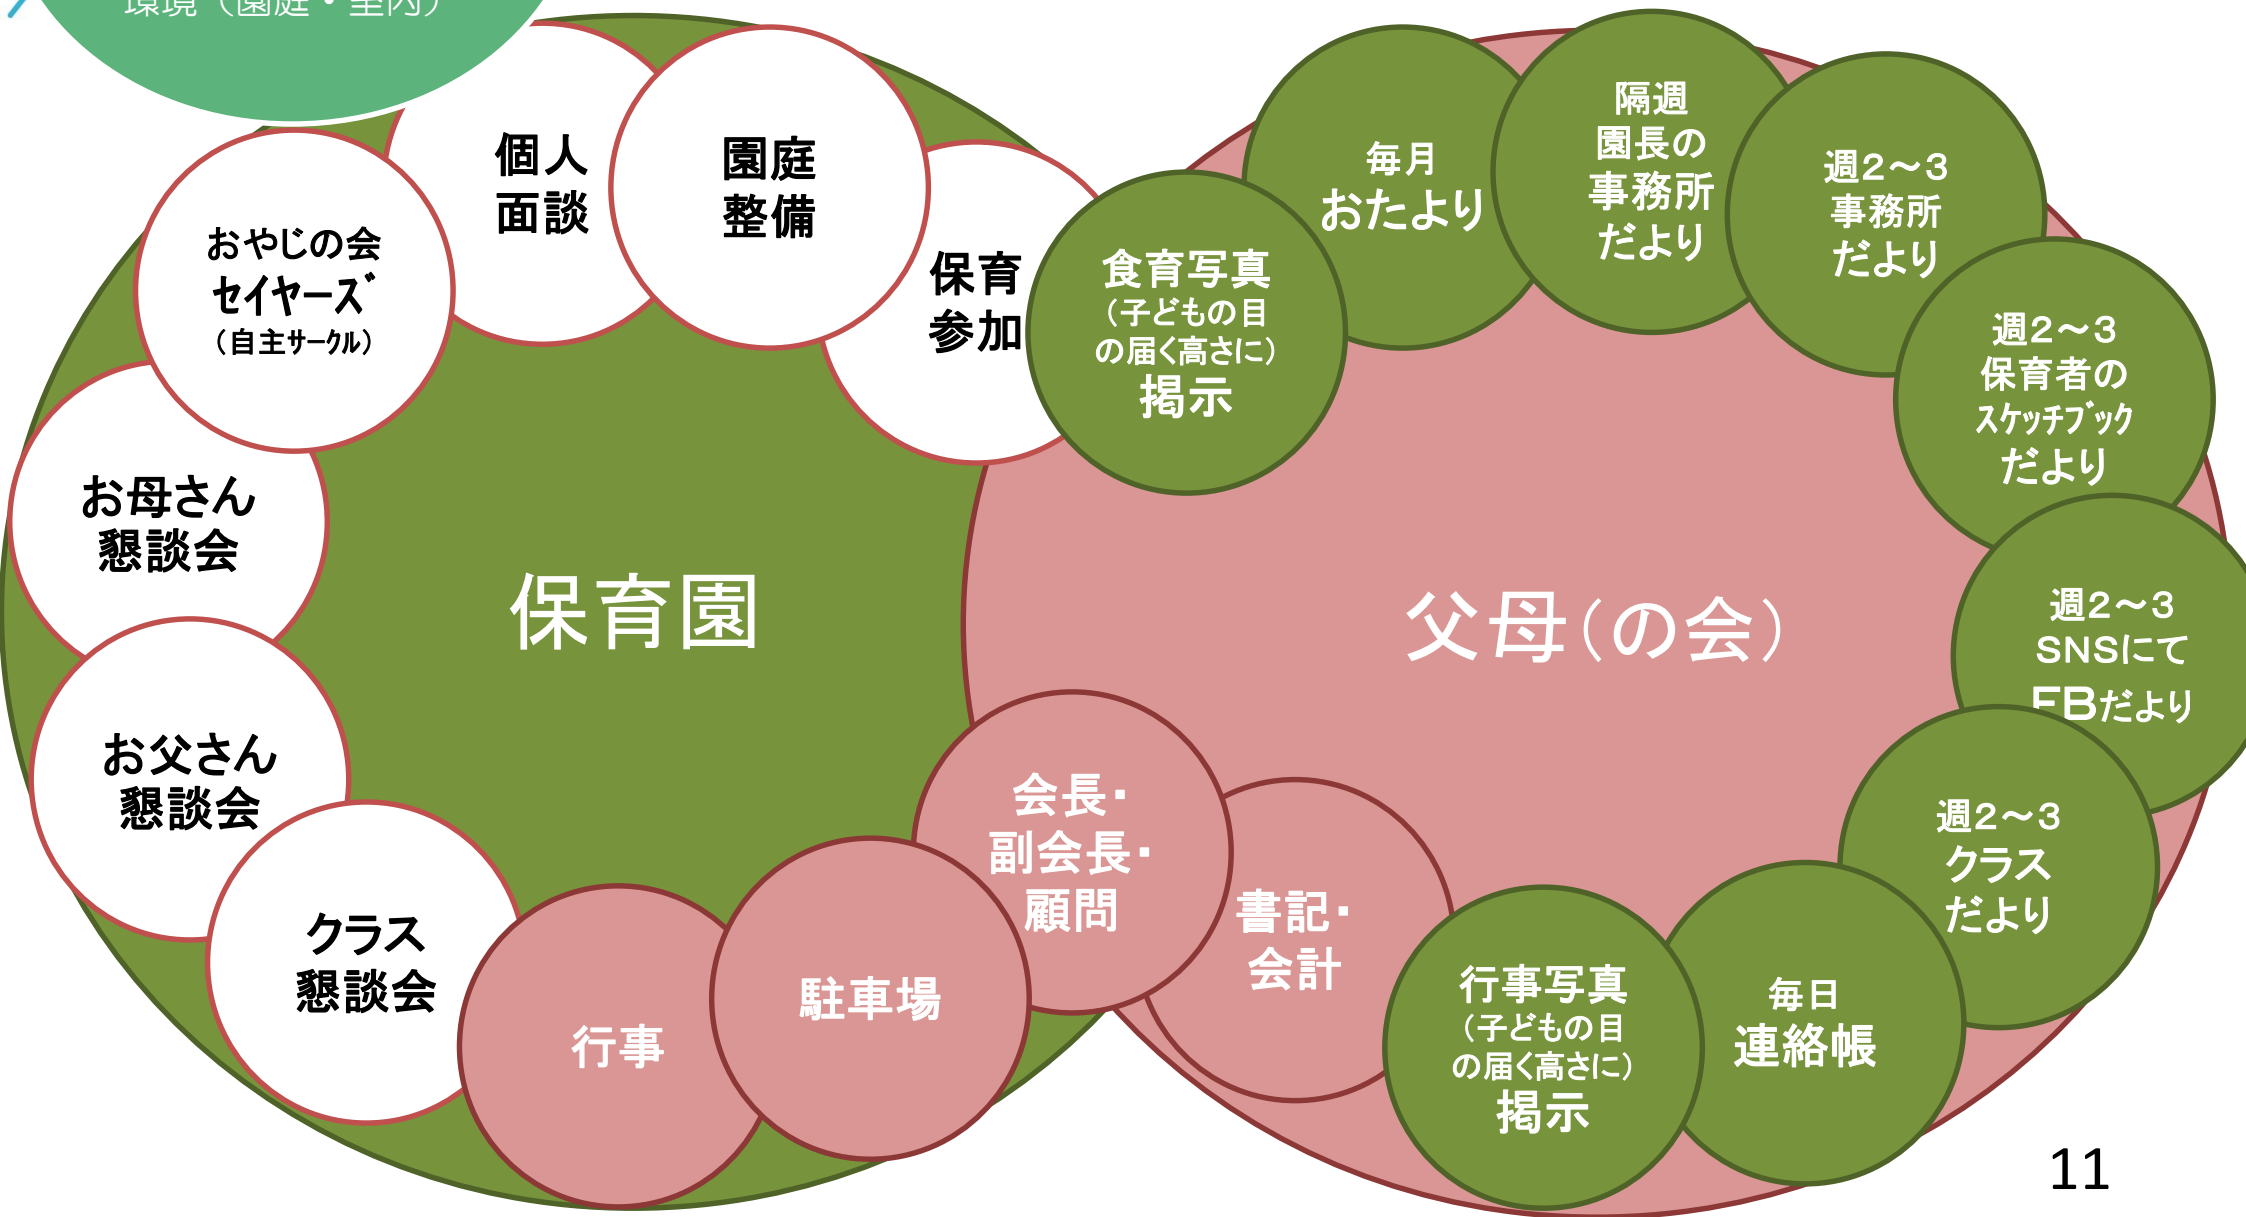 環境（園庭・室内）
個人
面談
園庭
整備
保育
参加
おやじの会
セイヤーズ
（自主サークル）
お母さん
懇談会
お父さん
懇談会
クラス
懇談会
保育園
行事
駐車場
会長・
副会長・
顧問
書記・
会計
父母（の会）
食育写真
（子どもの目
の届く高さに）
掲示
毎月
おたより
隔週
園長の
事務所
だより
週２～３
事務所
だより
週２～３
保育者の
スケッチブック
だより
週２～３
SNSにて
FBだより
週２～３
クラス
だより
毎日
連絡帳
行事写真
（子どもの目
の届く高さに）
掲示
11